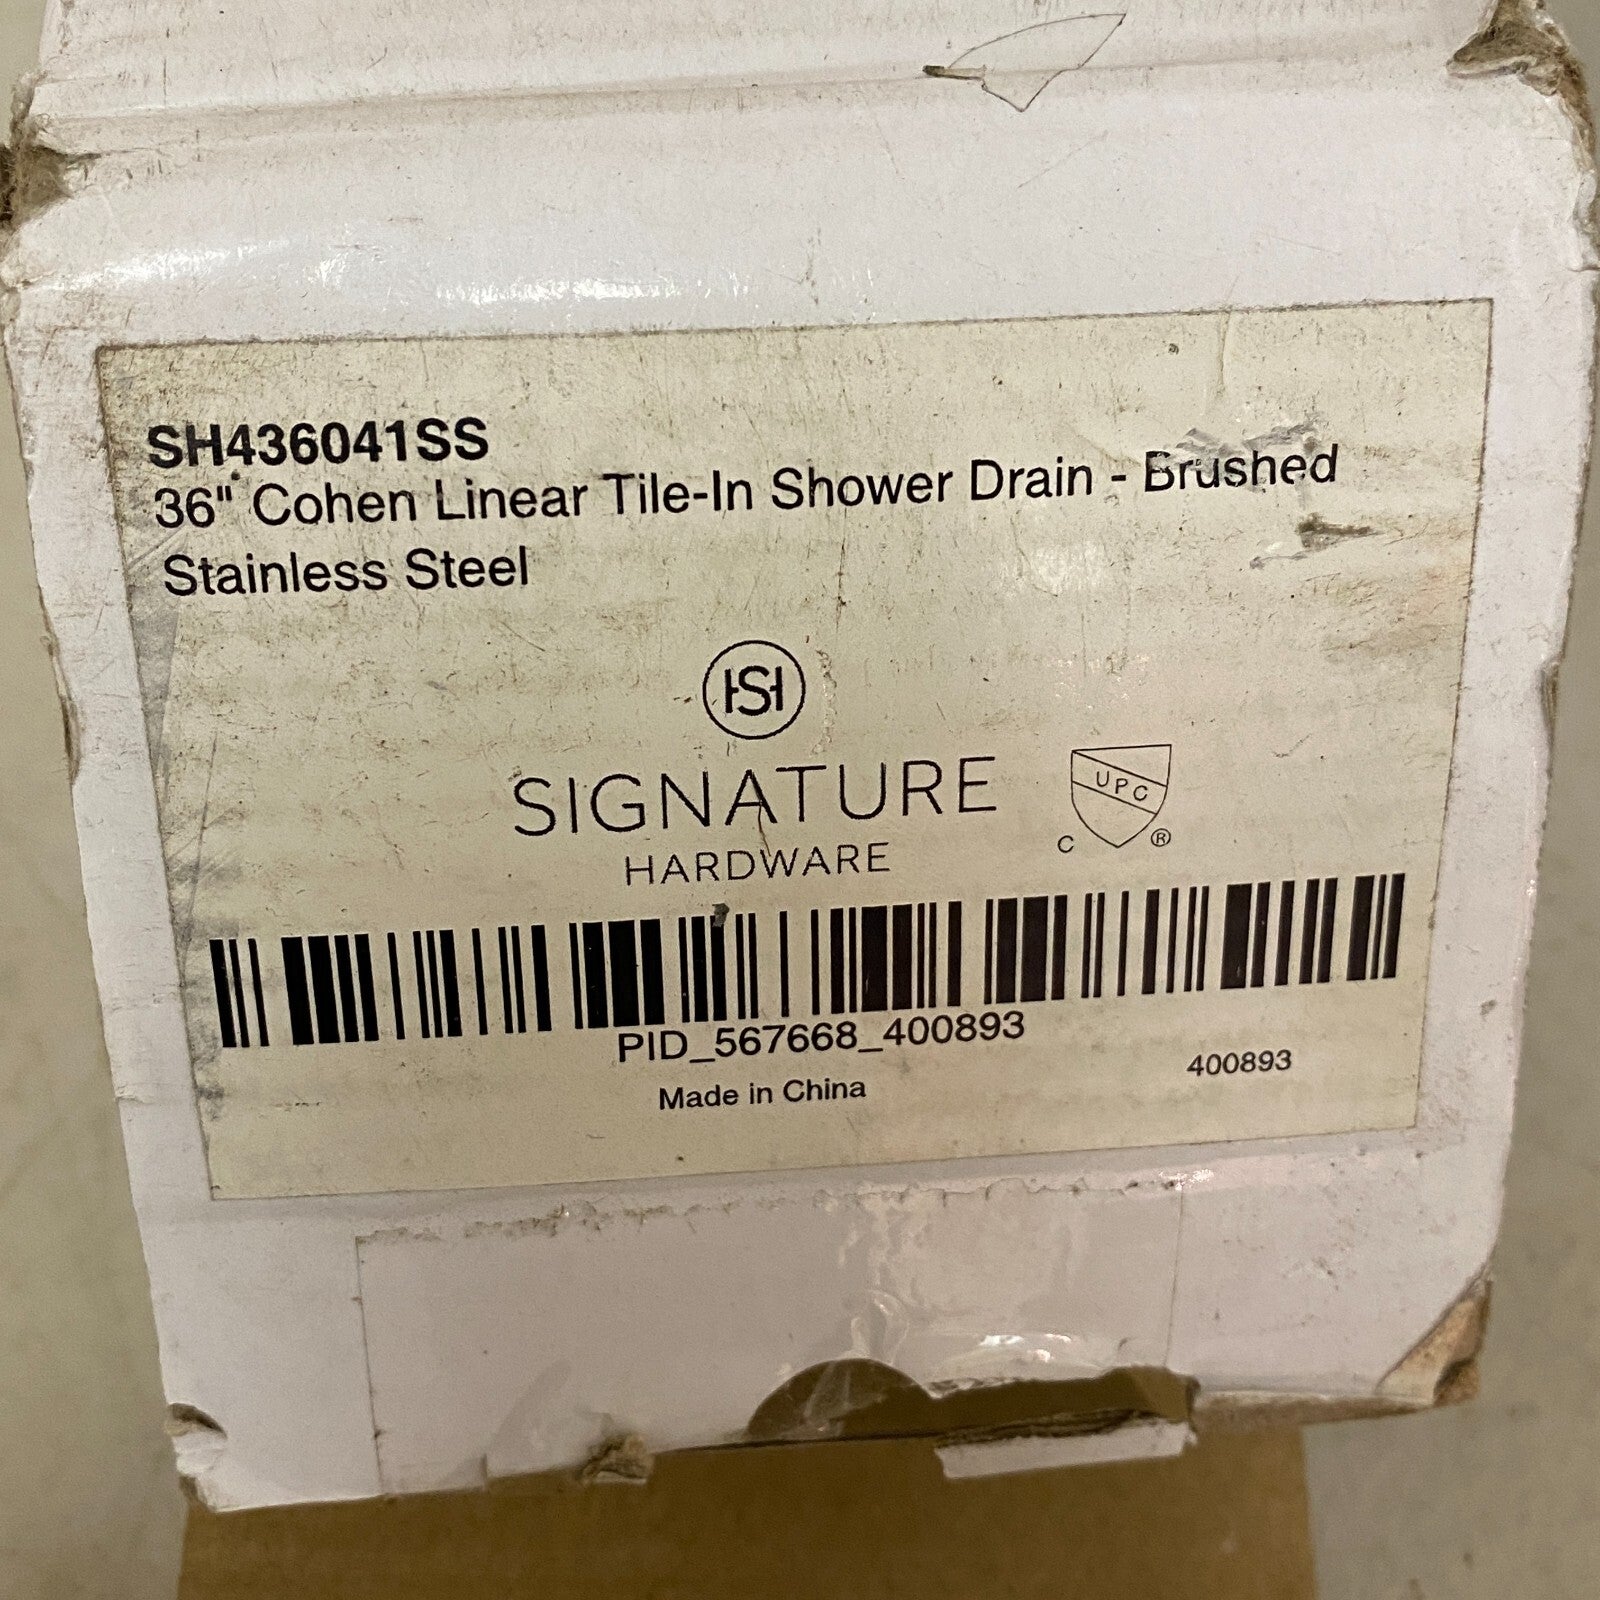 SH436041SS
36" Cohen Linear Tile-In Shower Drain - Brushed
Stainless Steel
HS
SIGNATURE
HARDWARE
UPC
C ®
PID_567668_400893
Made in China
400893